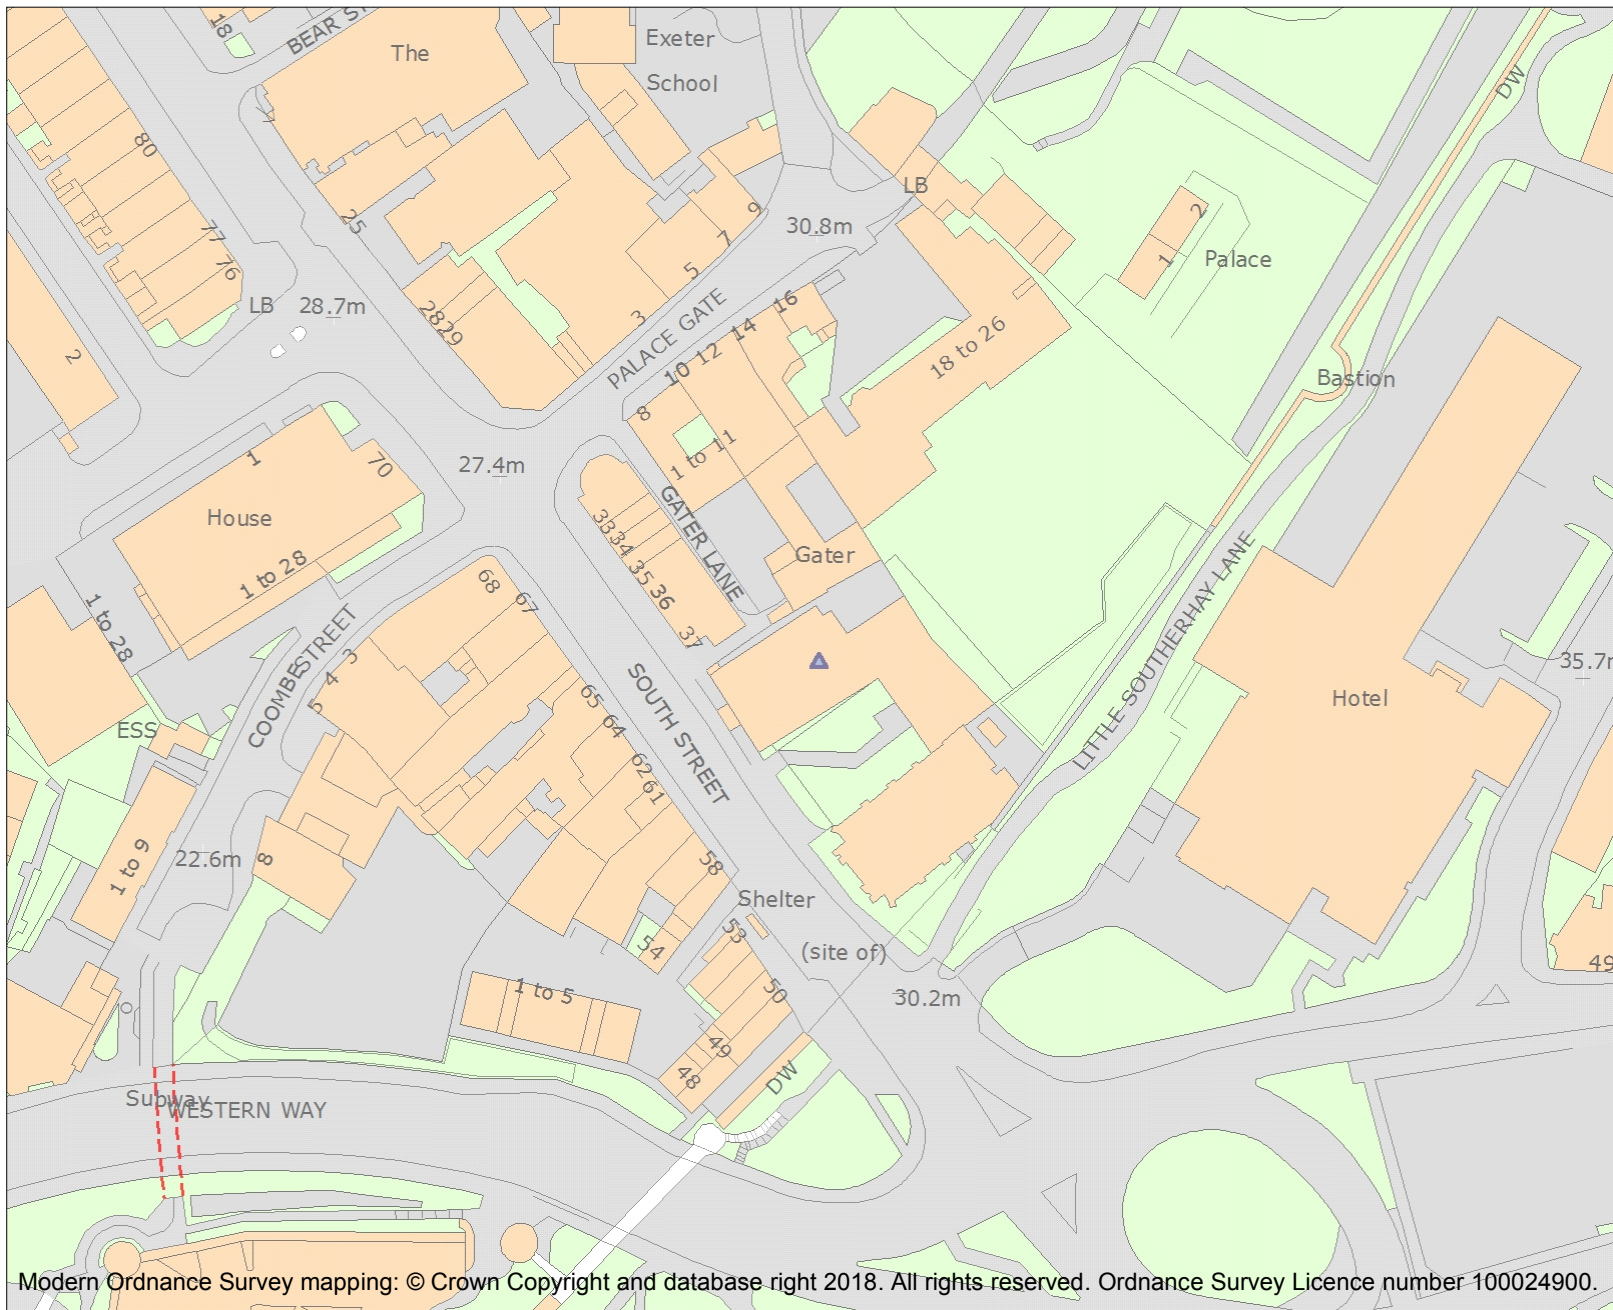 18
BEAR ST
The
Exeter
School
DW
80
25
77
76
LB
28.7m
2
28
29
9
7
5
3
30.8m
LB
PALACE GATE
16
14
12
10
8
18 to 26
2
1
Palace
Bastion
1
70
House
1 to 28
1 to 28
27.4m
1 to 11
GATER LANE
33
34
35
36
37
Gater
68
67
COOMBE STREET
3
4
5
ESS
65
64
62
61
SOUTH STREET
LITTLE SOUTHERHAY LANE
Hotel
35.7m
1 to 9
22.6m
8
58
Shelter
53
54
(site of)
50
30.2m
1 to 5
49
48
DW
49
Subway
WESTERN WAY
Modern Ordnance Survey mapping: © Crown Copyright and database right 2018. All rights reserved. Ordnance Survey Licence number 100024900.